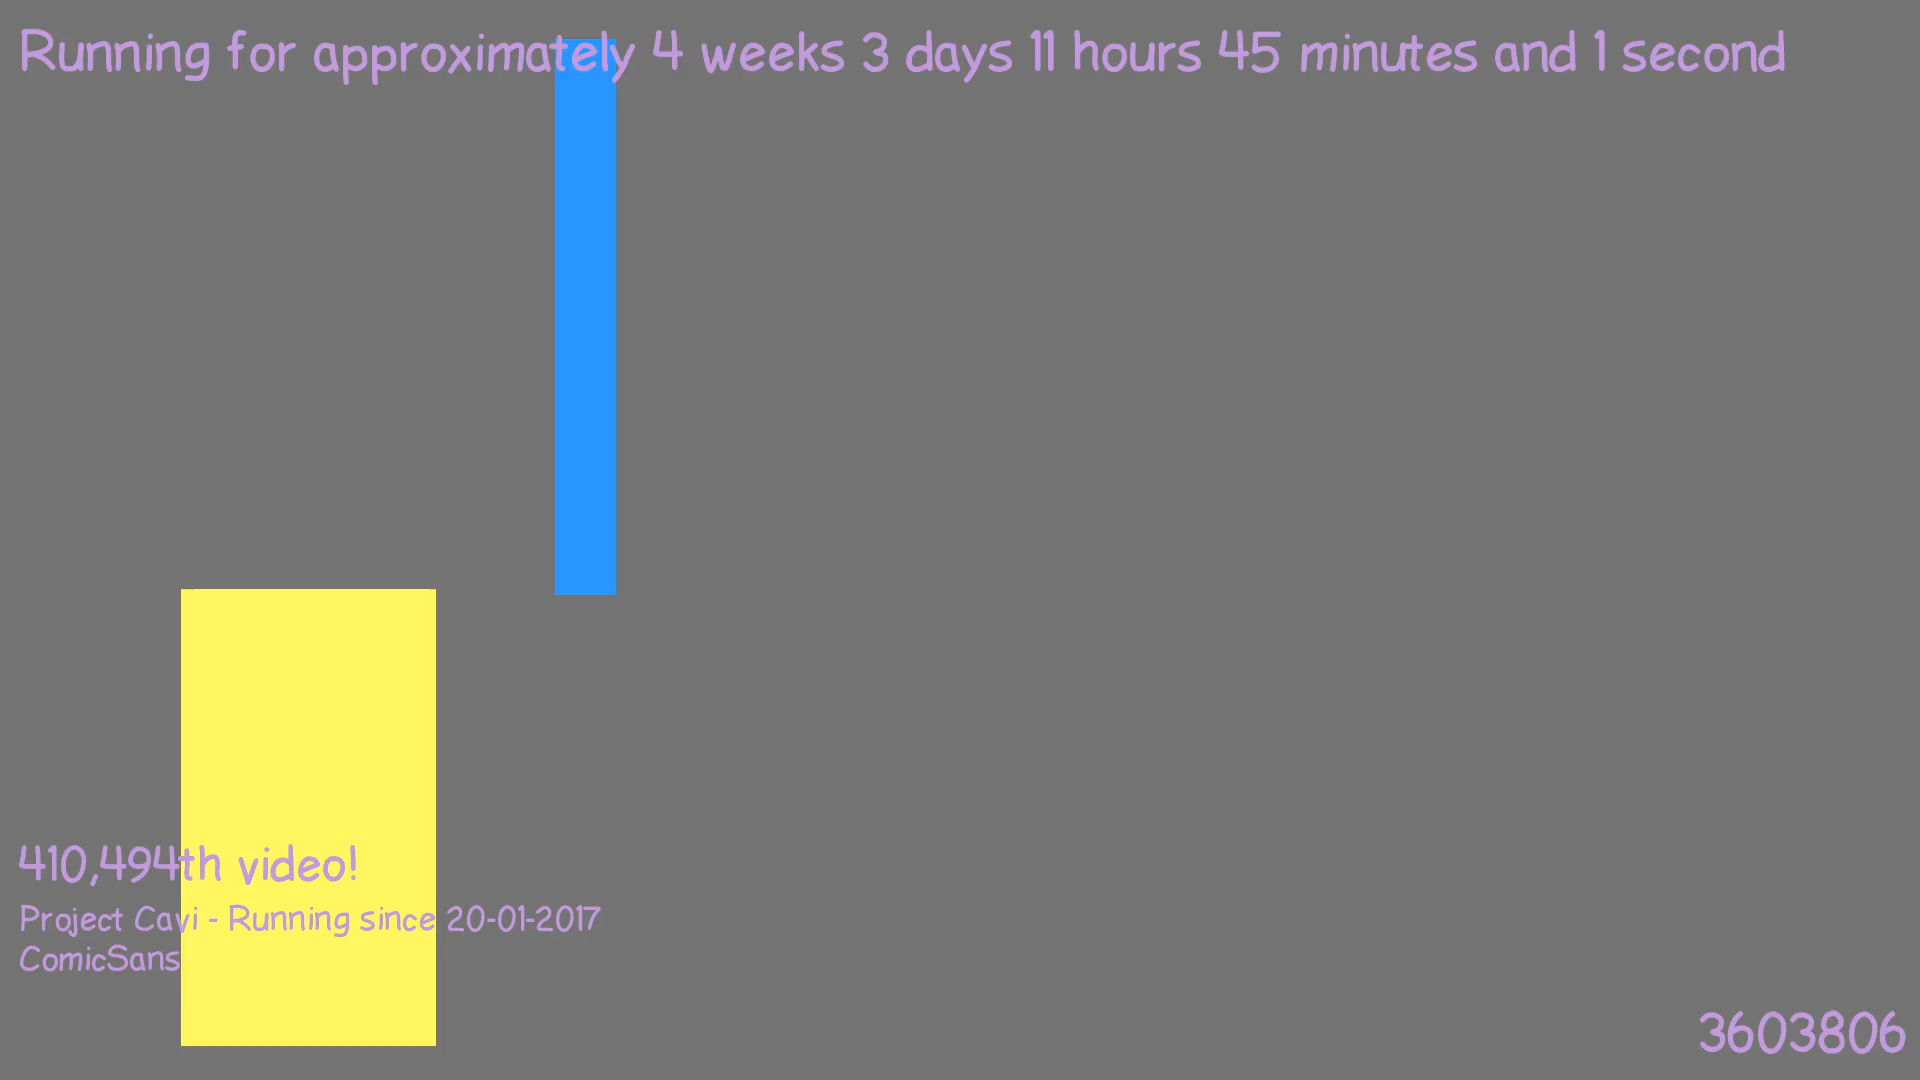 Running for approximately 4 weeks 3 days 11 hours 45 minutes and 1 second
410,494th video!
Project Cavi - Running since 20-01-2017
ComicSans
3603806